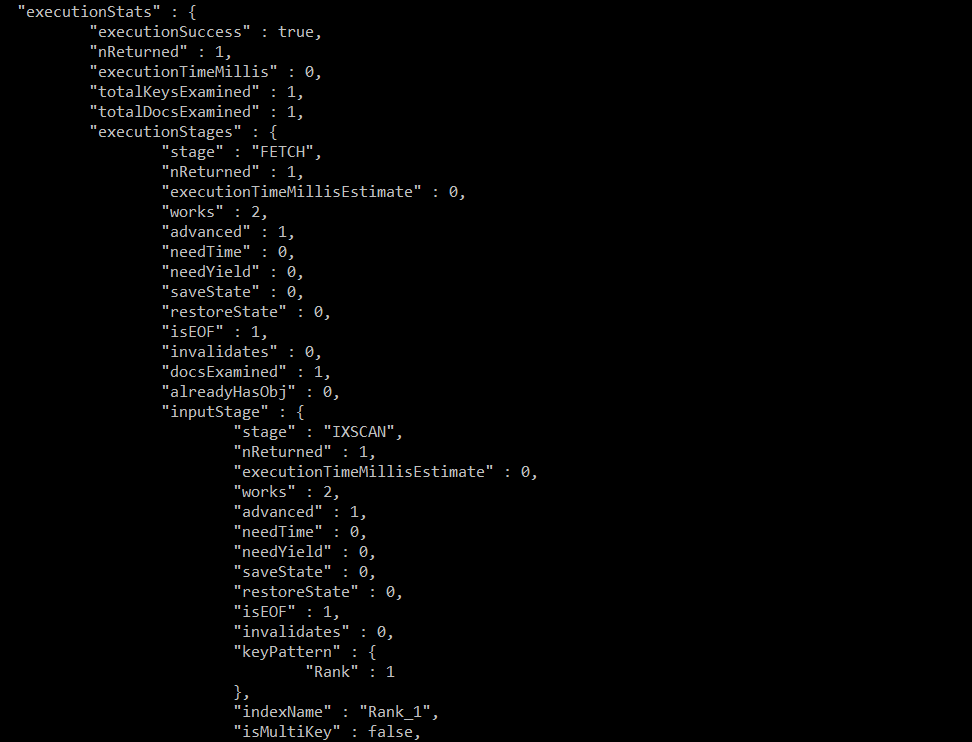 "executionStats" : {
"executionSuccess" : true,
"nReturned" : 1,
"executionTimeMillis" : 0,
"totalKeysExamined" : 1,
"totalDocsExamined" : 1,
"executionStages" : {
"stage" : "FETCH",
"nReturned" : 1,
"executionTimeMillisEstimate" : 0,
"works" : 2,
"advanced" : 1,
"needTime" : 0,
"needYield" : 0,
"saveState" : 0,
"restoreState" : 0,
"isEOF" : 1,
"invalidates" : 0,
"docsExamined" : 1,
"alreadyHasObj" : 0,
"inputStage" : {
"stage" : "IXSCAN",
"nReturned" : 1,
"executionTimeMillisEstimate" : 0,
"works" : 2,
"advanced" : 1,
"needTime" : 0,
"needYield" : 0,
"saveState" : 0,
"restoreState" : 0,
"isEOF" : 1,
"invalidates" : 0,
"keyPattern" : {
"Rank" : 1
},
"indexName" : "Rank_1",
"isMultiKey" : false,